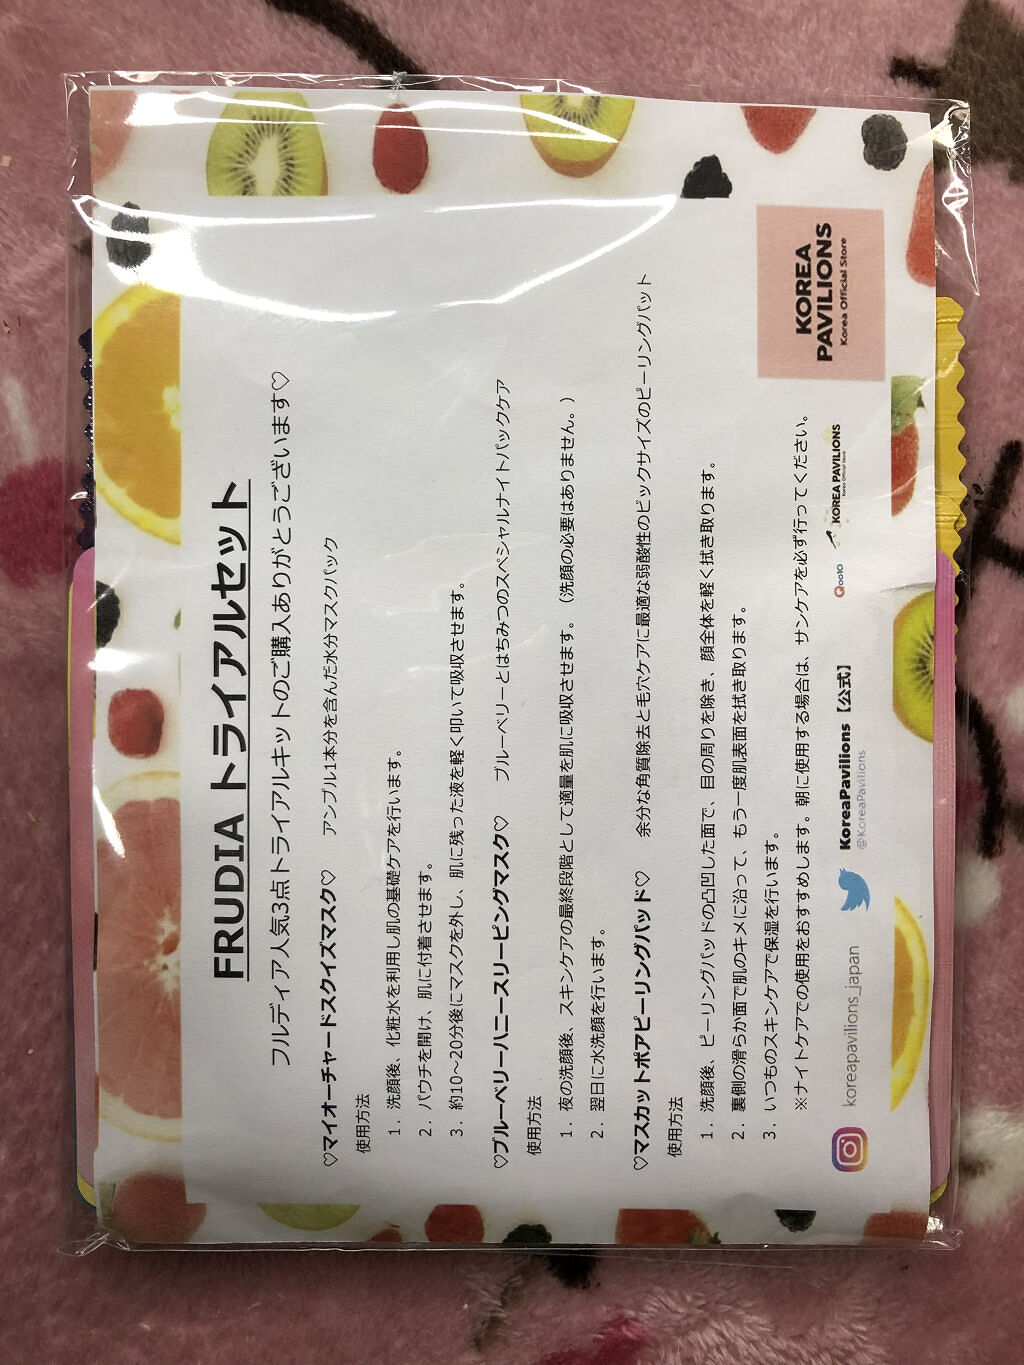 FRUDIA トライアルセット
フルディア人気3点トライアルキットのご購入ありがとうございます♡
♡マイオーチャードスクイズマスク♡ アンプル1本分を含んだ水分マスクパック
使用方法
1. 洗顔後、化粧水を利用し肌の基礎ケアを行います。
2. パウチを開け、肌に付着させます。
3. 約10～20分後にマスクを外し、肌に残った液を軽く叩いて吸収させます。
♡ブルーベリーハニースリーピングマスク♡ ブルーベリーとはちみつのスペシャルナイトパックケア
使用方法
1. 夜の洗顔後、スキンケアの最終段階として適量を肌に吸収させます。（洗顔の必要はありません。）
2. 翌日に水洗顔を行います。
♡マスカットポアピーリングパッド♡ 余分な角質除去と毛穴ケアに最適な弱酸性のビックサイズのピーリングパット
使用方法
1. 洗顔後、ピーリングパッドの凸凹した面で、目の周りを除き、顔全体を軽く拭き取ります。
2. 裏側の滑らか面で肌のキメに沿って、もう一度肌表面を拭き取ります。
3. いつものスキンケアで保湿を行います。
※ナイトケアでの使用をおすすめします。朝に使用する場合は、サンケアを必ず行ってください。
koreapavilions_japan
KoreaPavilions【公式】
@KoreaPavilions
Qoo10
KOREA PAVILIONS
Korea Official Store
KOREA
PAVILIONS
Korea Official Store